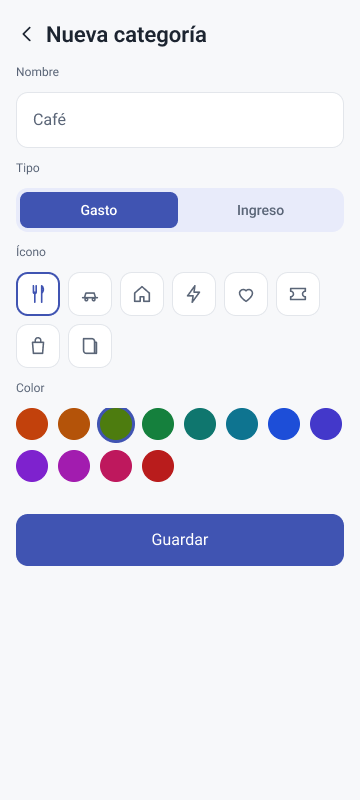 Nueva categoría
Nombre
Café
Tipo
Gasto
Ingreso
Ícono
Color
Guardar